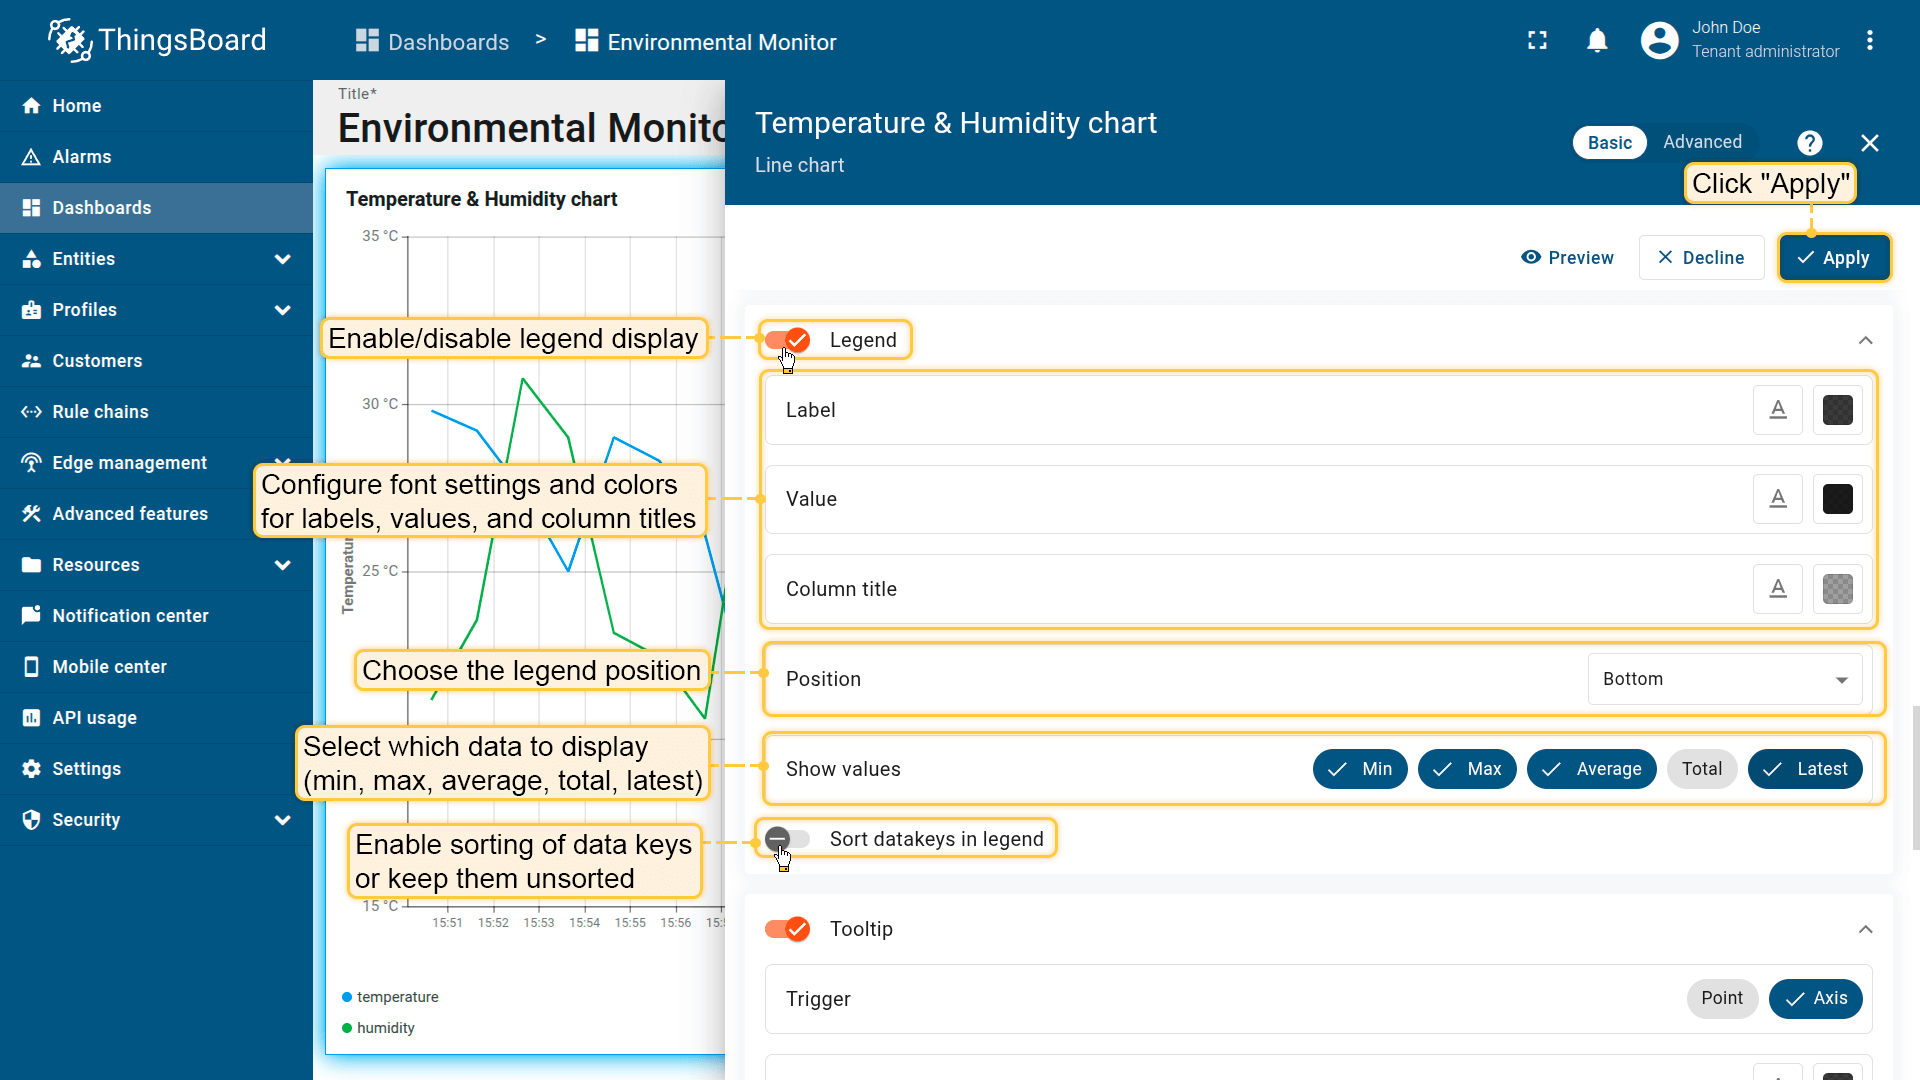 ThingsBoard
Dashboards > Environmental Monitor
John Doe
Tenant administrator
Home
Alarms
Dashboards
Entities
Profiles
Customers
Rule chains
Edge management
Advanced features
Resources
Notification center
Mobile center
API usage
Settings
Security
Title*
Environmental Monito
Temperature & Humidity chart
35 °C
30 °C
25 °C
15 °C
Temperatur
15:51 15:52 15:53 15:54 15:55 15:56 15:
temperature
humidity
Temperature & Humidity chart
Line chart
Basic Advanced
Click "Apply"
Preview Decline Apply
Enable/disable legend display
Legend
Label
Configure font settings and colors
for labels, values, and column titles
Value
Column title
Choose the legend position
Position Bottom
Select which data to display
(min, max, average, total, latest)
Show values Min Max Average Total Latest
Enable sorting of data keys
or keep them unsorted
Sort datakeys in legend
Tooltip
Trigger Point Axis